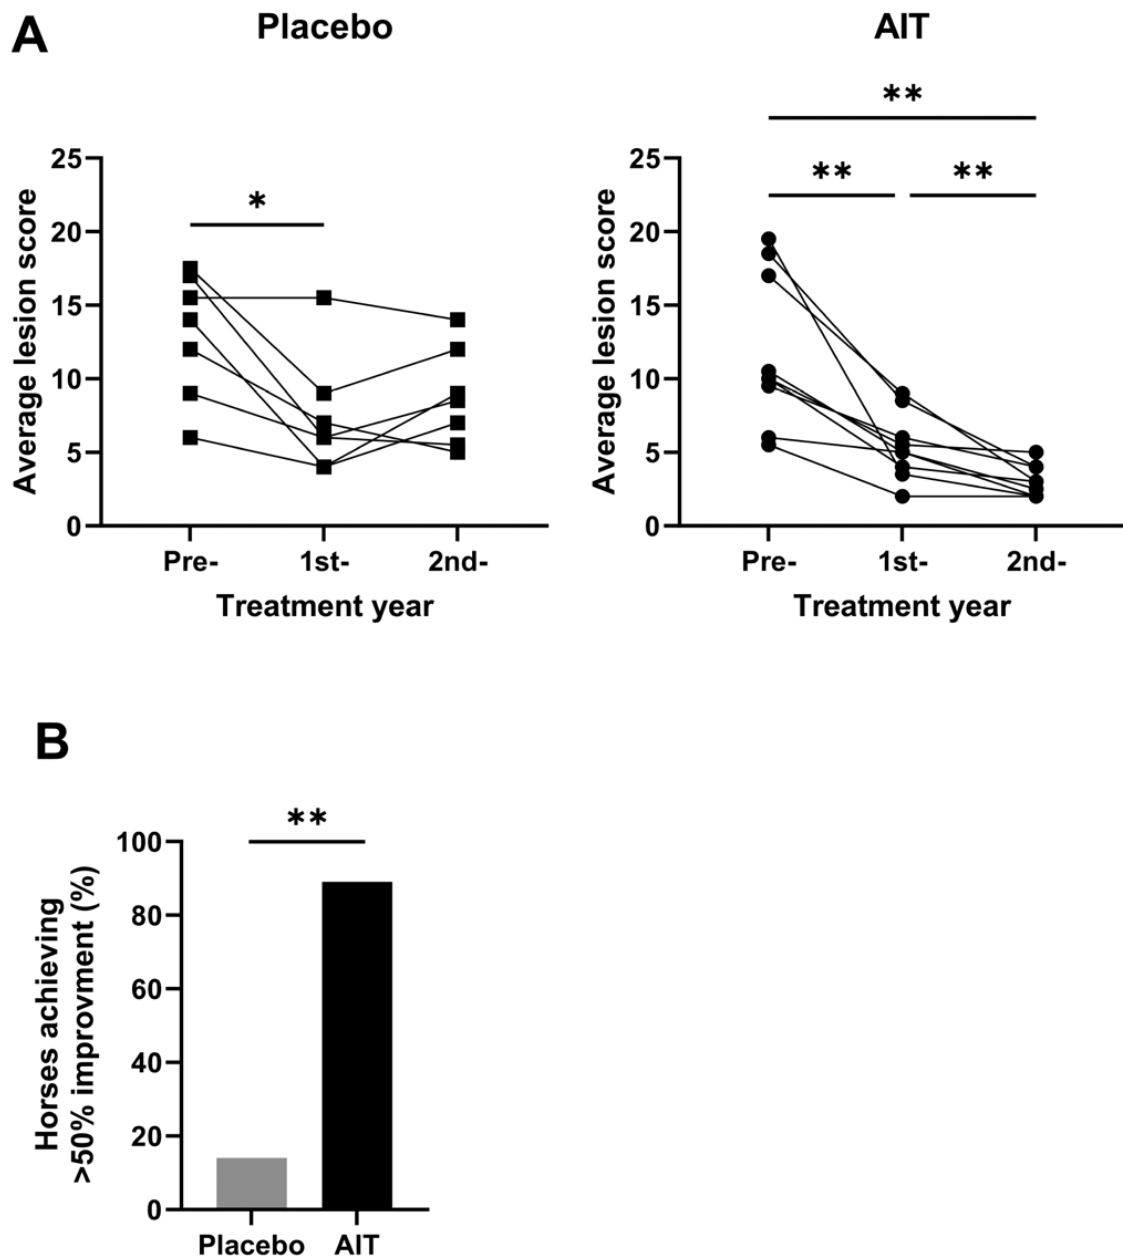 A
Placebo
AIT
**
*
**
**
Average lesion score
25
20
15
10
5
0
Pre-
1st-
2nd-
Treatment year
Average lesion score
25
20
15
10
5
0
Pre-
1st-
2nd-
Treatment year
B
**
Horses achieving
>50% improvment (%)
100
80
60
40
20
0
Placebo
AIT